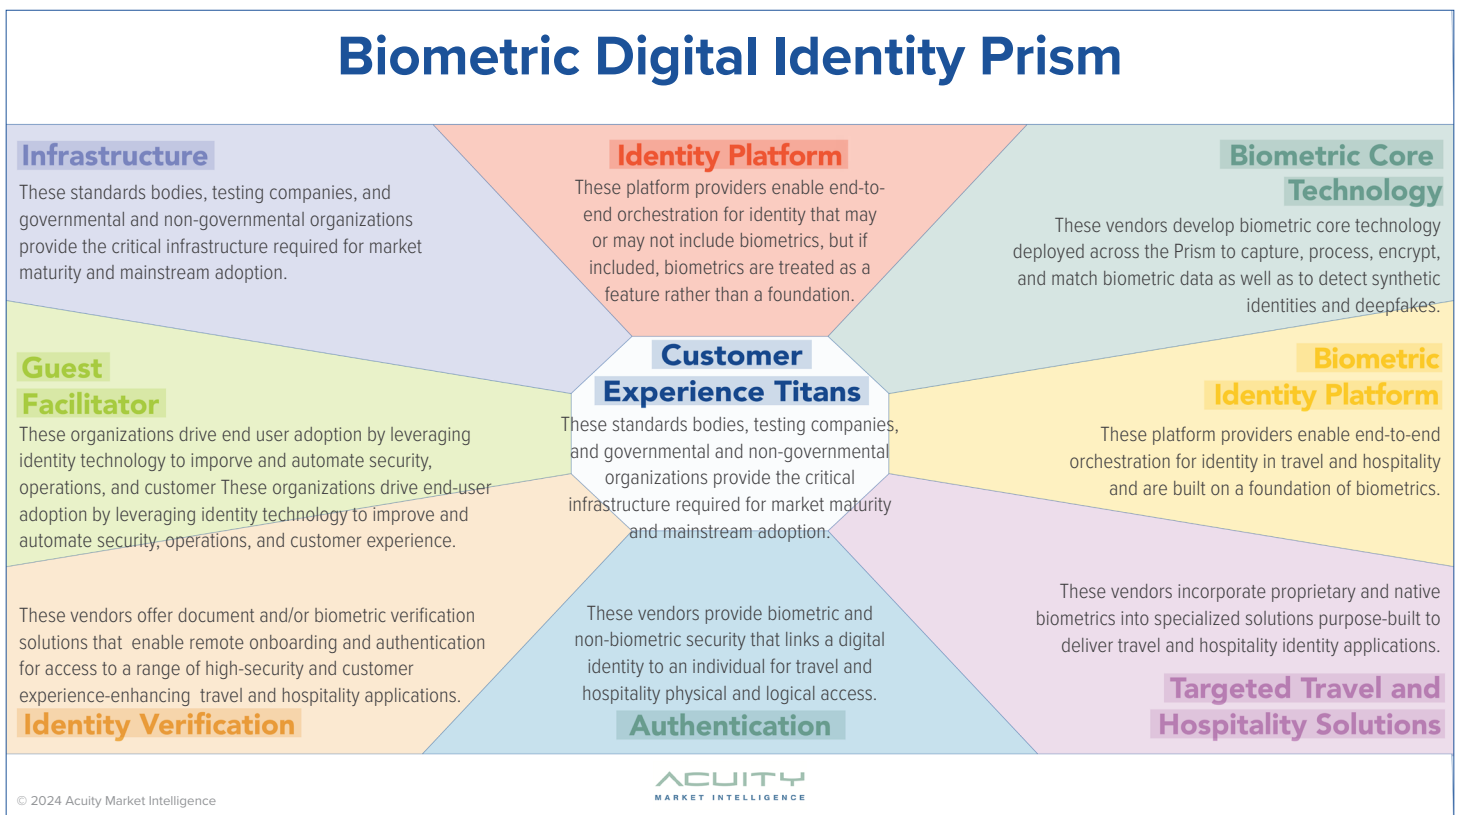 Biometric Digital Identity Prism
Infrastructure
These standards bodies, testing companies, and
governmental and non-governmental organizations
provide the critical infrastructure required for market
maturity and mainstream adoption.
Identity Platform
These platform providers enable end-to-
end orchestration for identity that may
or may not include biometrics, but if
included, biometrics are treated as a
feature rather than a foundation.
Biometric Core
Technology
These vendors develop biometric core technology
deployed across the Prism to capture, process, encrypt,
and match biometric data as well as to detect synthetic
identities and deepfakes.
Guest
Facilitator
These organizations drive end user adoption by leveraging
identity technology to imporve and automate security,
operations, and customer These organizations drive end-user
adoption by leveraging identity technology to improve and
automate security, operations, and customer experience.
Customer
Experience Titans
These standards bodies, testing companies,
and governmental and non-governmental
organizations provide the critical
infrastructure required for market maturity
and mainstream adoption.
Biometric
Identity Platform
These platform providers enable end-to-end
orchestration for identity in travel and hospitality
and are built on a foundation of biometrics.
These vendors offer document and/or biometric verification
solutions that enable remote onboarding and authentication
for access to a range of high-security and customer
experience-enhancing travel and hospitality applications.
Identity Verification
These vendors provide biometric and
non-biometric security that links a digital
identity to an individual for travel and
hospitality physical and logical access.
Authentication
These vendors incorporate proprietary and native
biometrics into specialized solutions purpose-built to
deliver travel and hospitality identity applications.
Targeted Travel and
Hospitality Solutions
ACUITY
MARKET INTELLIGENCE
© 2024 Acuity Market Intelligence